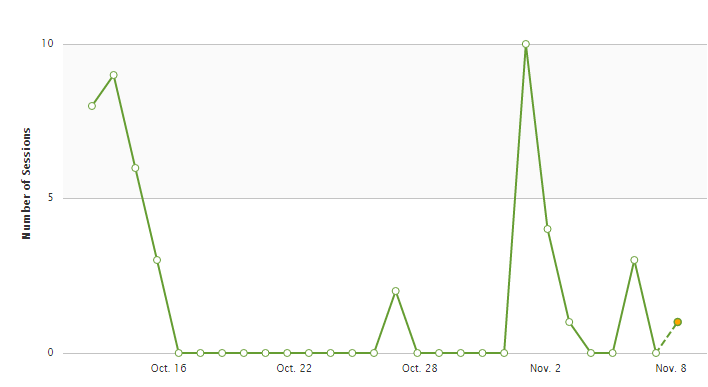 10
5
0
Number of Sessions
Oct. 16
Oct. 22
Oct. 28
Nov. 2
Nov. 8